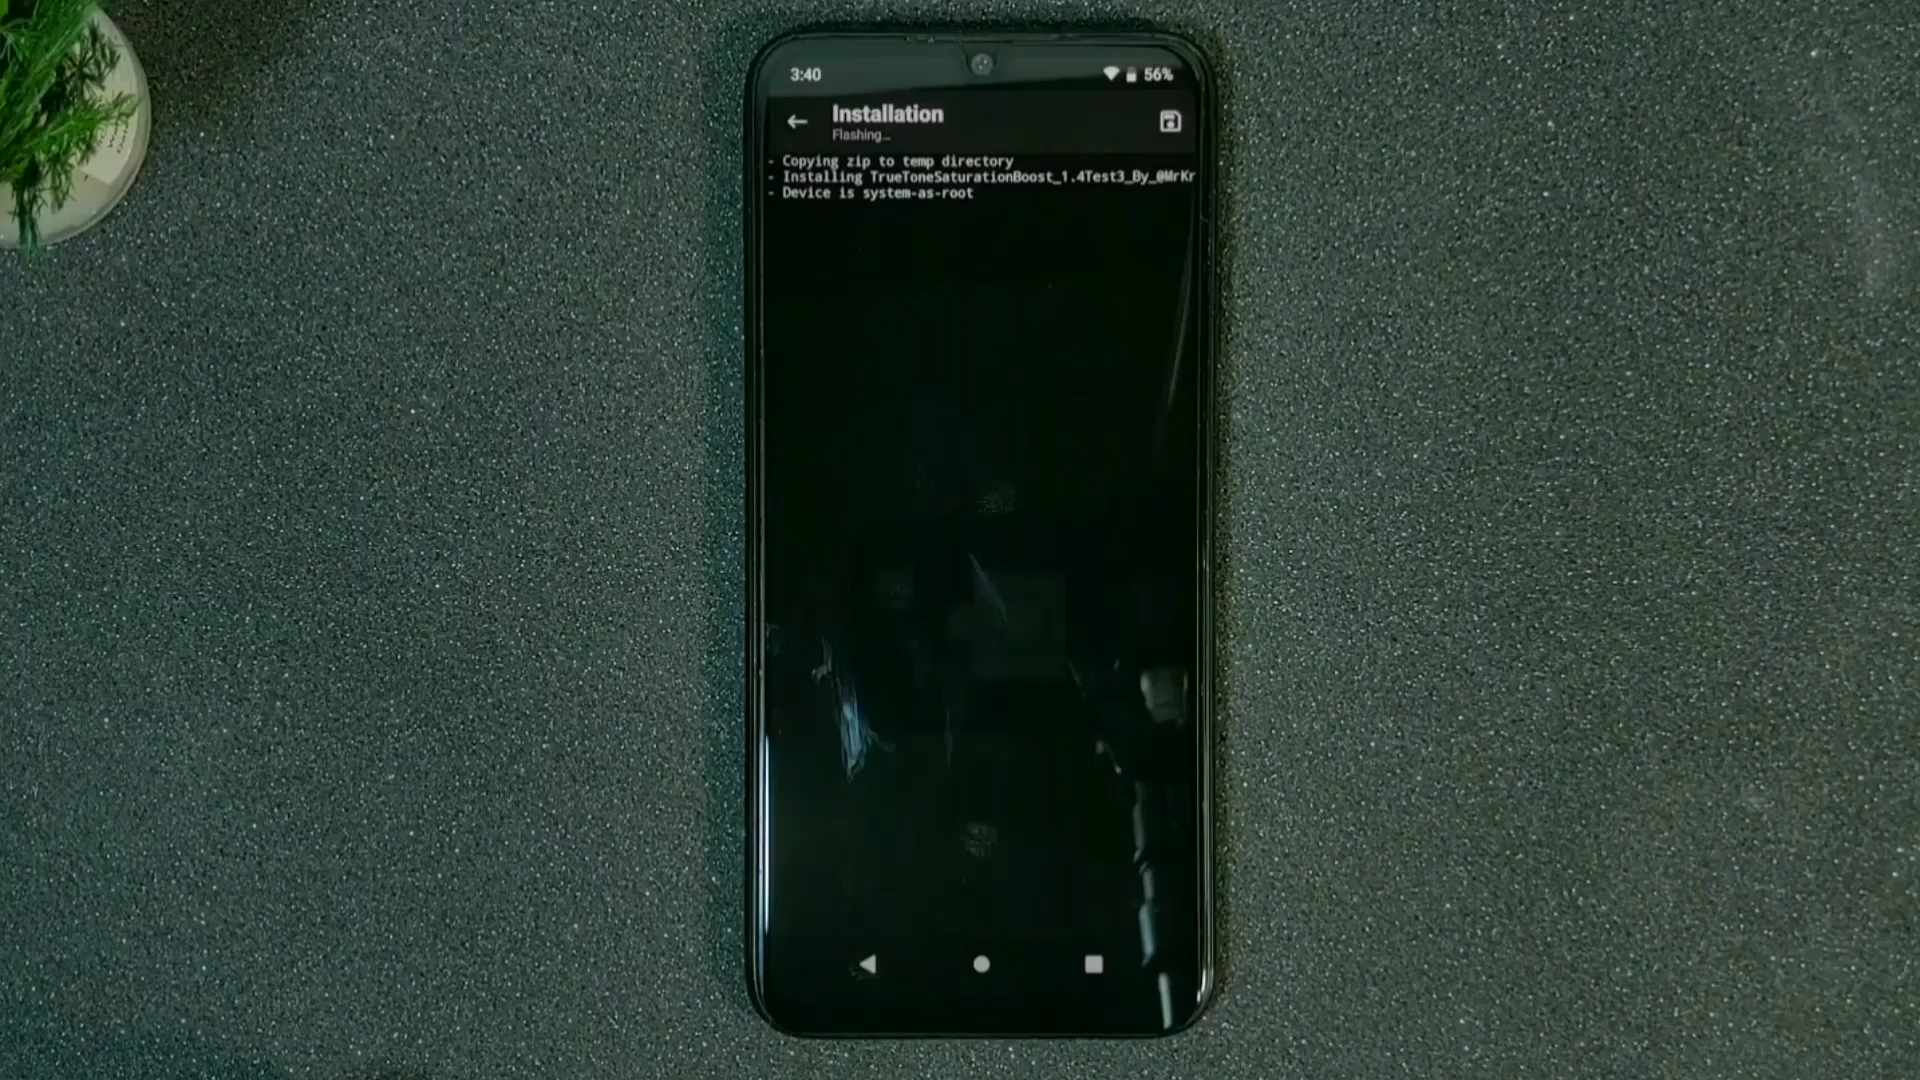 3:40 56%
Installation
Flashing...
- Copying zip to temp directory
- Installing TrueToneSaturationBoost_1.4Test3_By_@MrKr
- Device is system-as-root